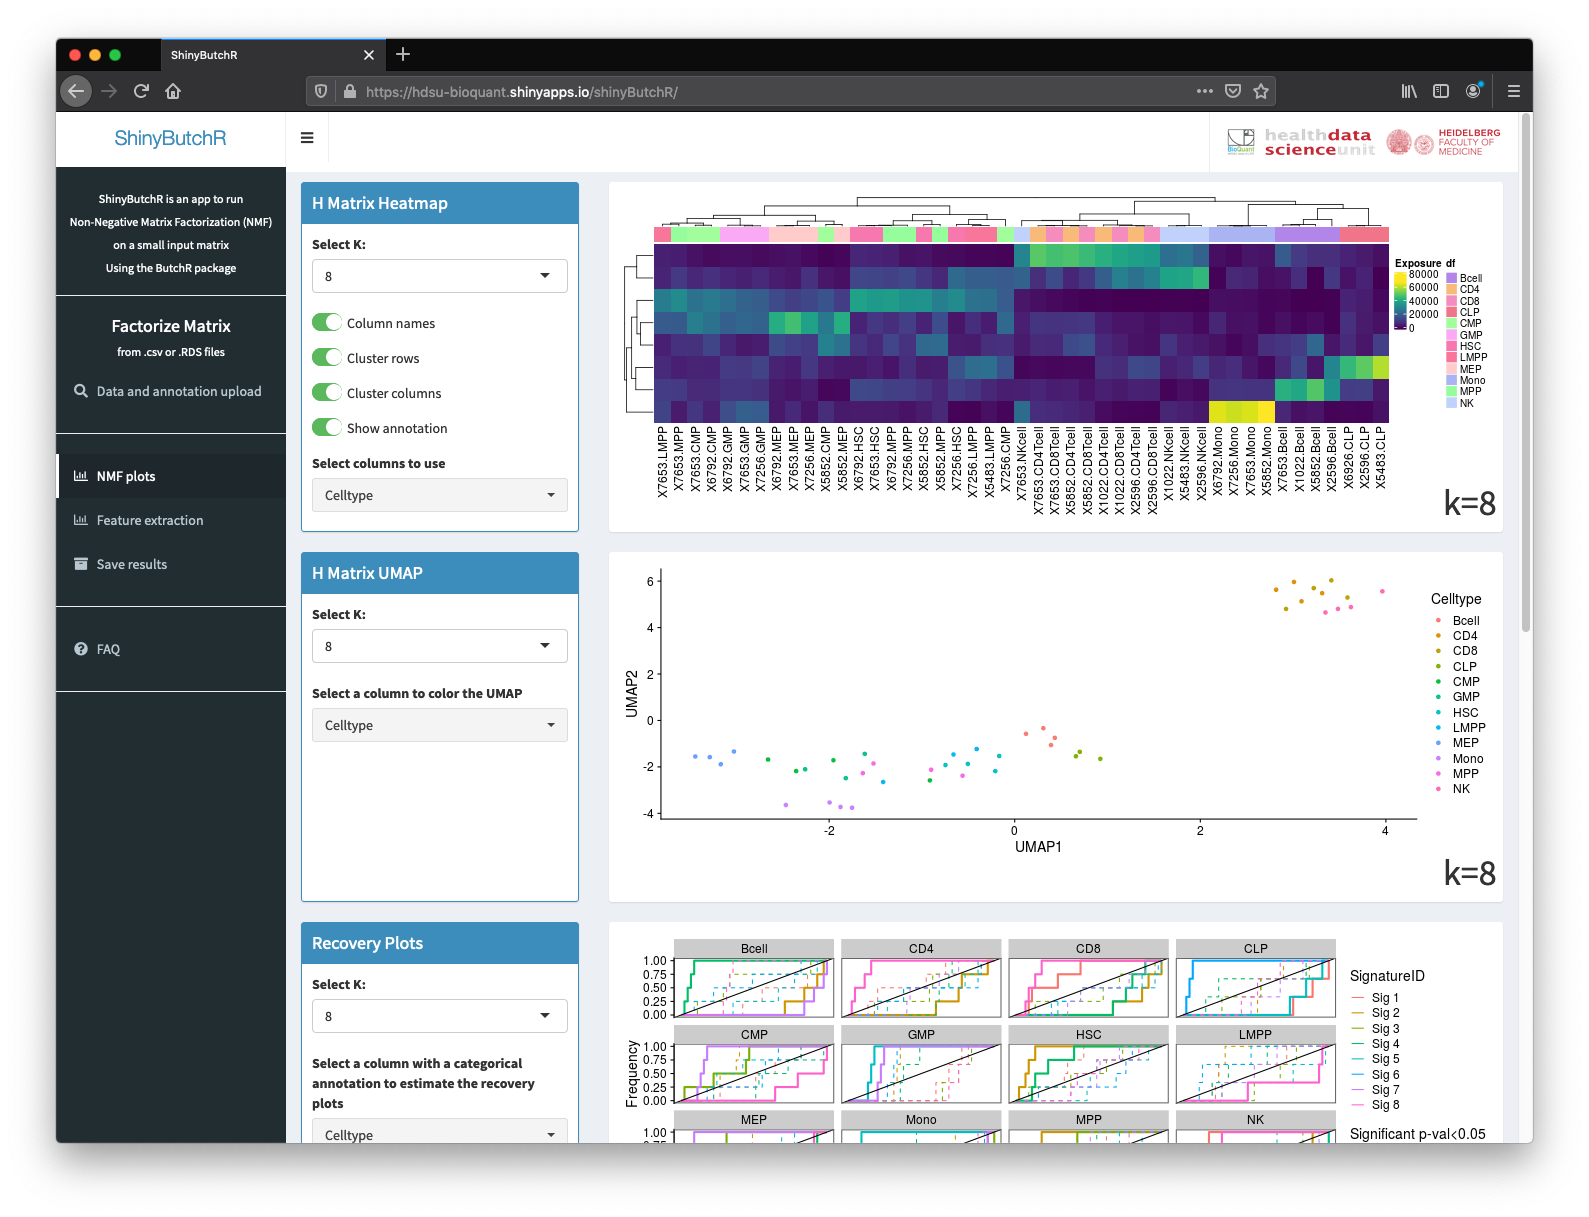 ShinyButchR
https://hdsu-bioquant.shinyapps.io/shinyButchR/
ShinyButchR
BioQuant
healthdata
scienceunit
HEIDELBERG
FACULTY OF
MEDICINE
ShinyButchR is an app to run
Non-Negative Matrix Factorization (NMF)
on a small input matrix
Using the ButchR package
Factorize Matrix
from .csv or .RDS files
Data and annotation upload
NMF plots
Feature extraction
Save results
FAQ
H Matrix Heatmap
Select K:
8
Column names
Cluster rows
Cluster columns
Show annotation
Select columns to use
Celltype
Exposure
80000
60000
40000
20000
0
df
Bcell
CD4
CD8
CLP
CMP
GMP
HSC
LMPP
MEP
Mono
MPP
NK
X7653.LMPP
X7653.MPP
X7653.CMP
X6792.CMP
X6792.GMP
X7653.GMP
X7256.GMP
X6792.MEP
X7653.MEP
X7256.MEP
X5852.CMP
X5852.MEP
X6792.HSC
X7653.HSC
X6792.MPP
X7256.MPP
X5852.HSC
X5852.MPP
X7256.HSC
X7256.LMPP
X5483.LMPP
X7256.CMP
X7653.NKcell
X7653.CD4Tcell
X7653.CD8Tcell
X5852.CD4Tcell
X5852.CD8Tcell
X1022.CD4Tcell
X1022.CD8Tcell
X2596.CD4Tcell
X2596.CD8Tcell
X1022.NKcell
X5483.NKcell
X2596.NKcell
X6792.Mono
X7256.Mono
X7653.Mono
X5852.Mono
X7653.Bcell
X1022.Bcell
X5852.Bcell
X2596.Bcell
X6926.CLP
X2596.CLP
X5483.CLP
k=8
H Matrix UMAP
Select K:
8
Select a column to color the UMAP
Celltype
UMAP2
6
4
2
0
-2
-4
-2
0
2
4
UMAP1
Celltype
Bcell
CD4
CD8
CLP
CMP
GMP
HSC
LMPP
MEP
Mono
MPP
NK
k=8
Recovery Plots
Select K:
8
Select a column with a categorical
annotation to estimate the recovery
plots
Celltype
Frequency
Bcell
CD4
CD8
CLP
1.00
0.75
0.50
0.25
0.00
CMP
GMP
HSC
LMPP
1.00
0.75
0.50
0.25
0.00
MEP
Mono
MPP
NK
1.00
SignatureID
Sig 1
Sig 2
Sig 3
Sig 4
Sig 5
Sig 6
Sig 7
Sig 8
Significant p-val<0.05